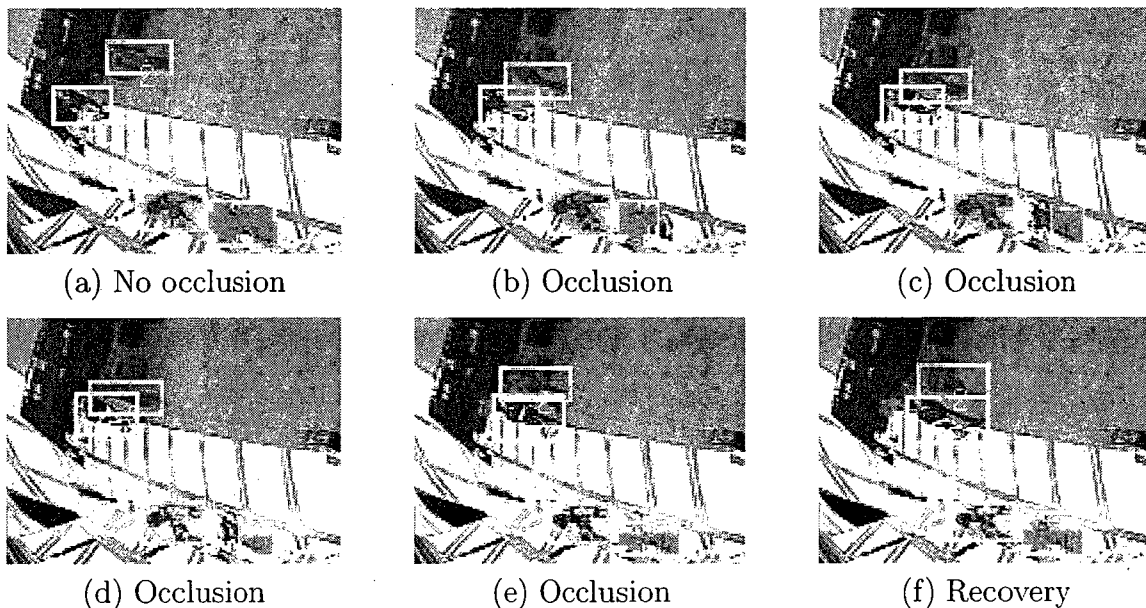 (a) No occlusion
(b) Occlusion
(c) Occlusion
(d) Occlusion
(e) Occlusion
(f) Recovery